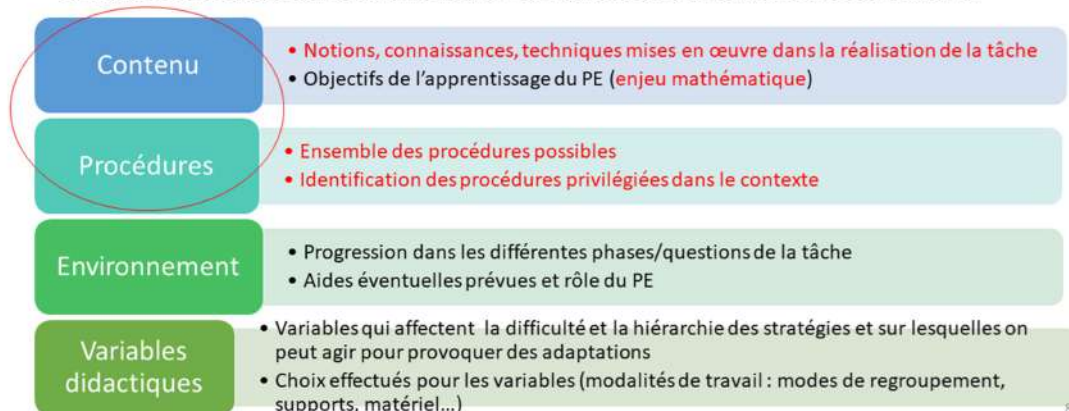 Contenu
• Notions, connaissances, techniques mises en œuvre dans la réalisation de la tâche
• Objectifs de l'apprentissage du PE (enjeu mathématique)
Procédures
• Ensemble des procédures possibles
• Identification des procédures privilégiées dans le contexte
Environnement
• Progression dans les différentes phases/questions de la tâche
• Aides éventuelles prévues et rôle du PE
Variables
didactiques
• Variables qui affectent la difficulté et la hiérarchie des stratégies et sur lesquelles on
peut agir pour provoquer des adaptations
• Choix effectués pour les variables (modalités de travail : modes de regroupement,
supports, matériel...)